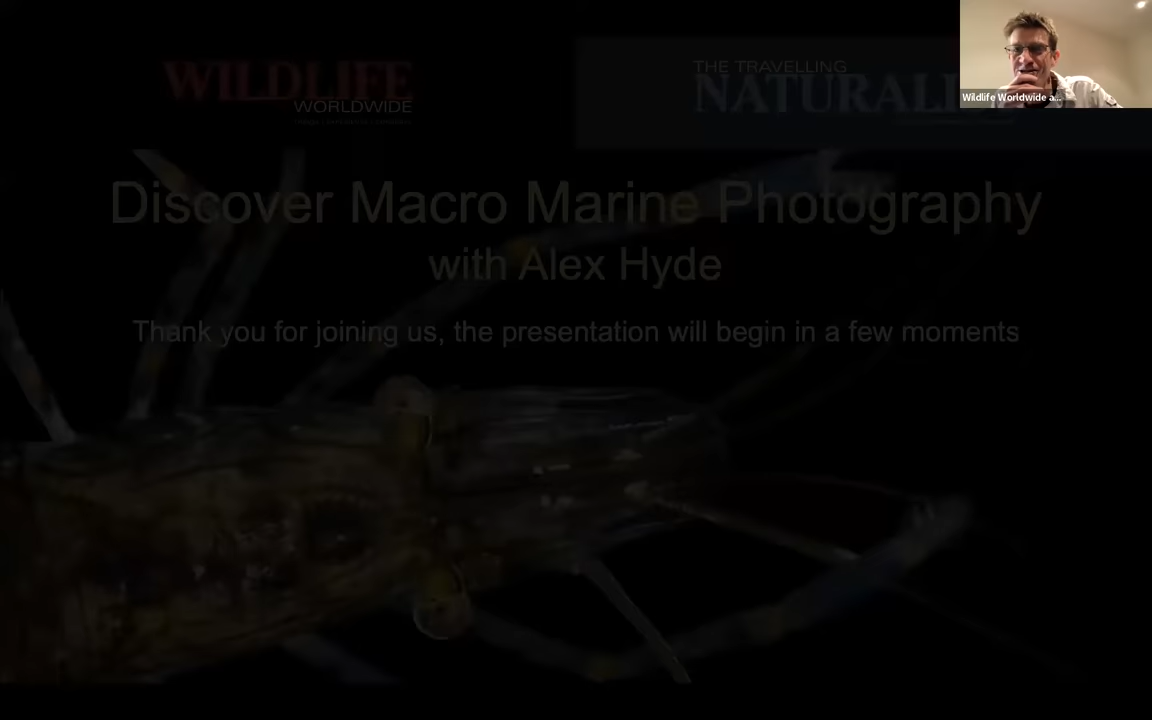 WILDLIFE
WORLDWIDE
THE TRAVELLING
Wildlife Worldwide a...
Discover Macro Marine Photography
with Alex Hyde
Thank you for joining us, the presentation will begin in a few moments